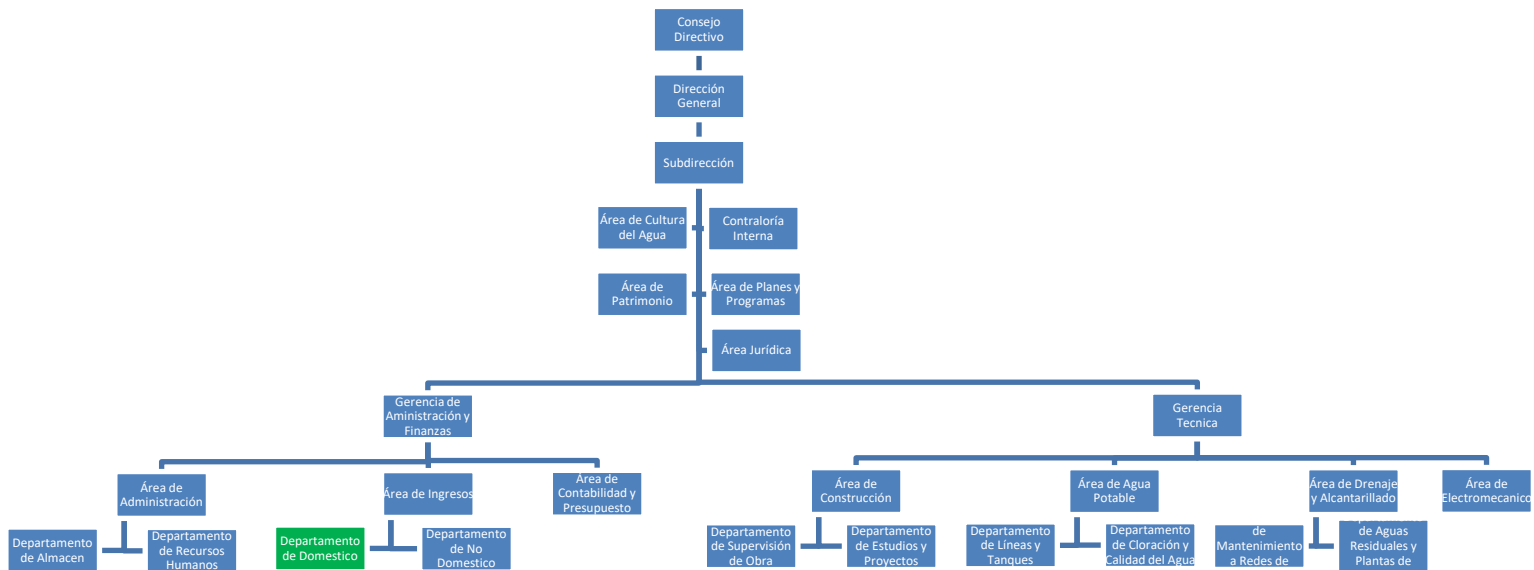 Consejo
Directivo
Dirección
General
Subdirección
Área de Cultura
del Agua
Contraloría
Interna
Área de
Patrimonio
Área de Planes y
Programas
Área Jurídica
Gerencia de
Aministración y
Finanzas
Gerencia
Tecnica
Área de
Administración
Área de Ingresos
Área de
Contabilidad y
Presupuesto
Área de
Construcción
Área de Agua
Potable
Área de Drenaje
y Alcantarillado
Área de
Electromecanico
Departamento
de Almacen
Departamento
de Recursos
Humanos
Departamento
de Domestico
Departamento
de No
Domestico
Departamento
de Supervisión
de Obra
Departamento
de Estudios y
Proyectos
Departamento
de Líneas y
Tanques
Departamento
de Cloración y
Calidad del Agua
de
Mantenimiento
a Redes de
de Aguas
Residuales y
Plantas de